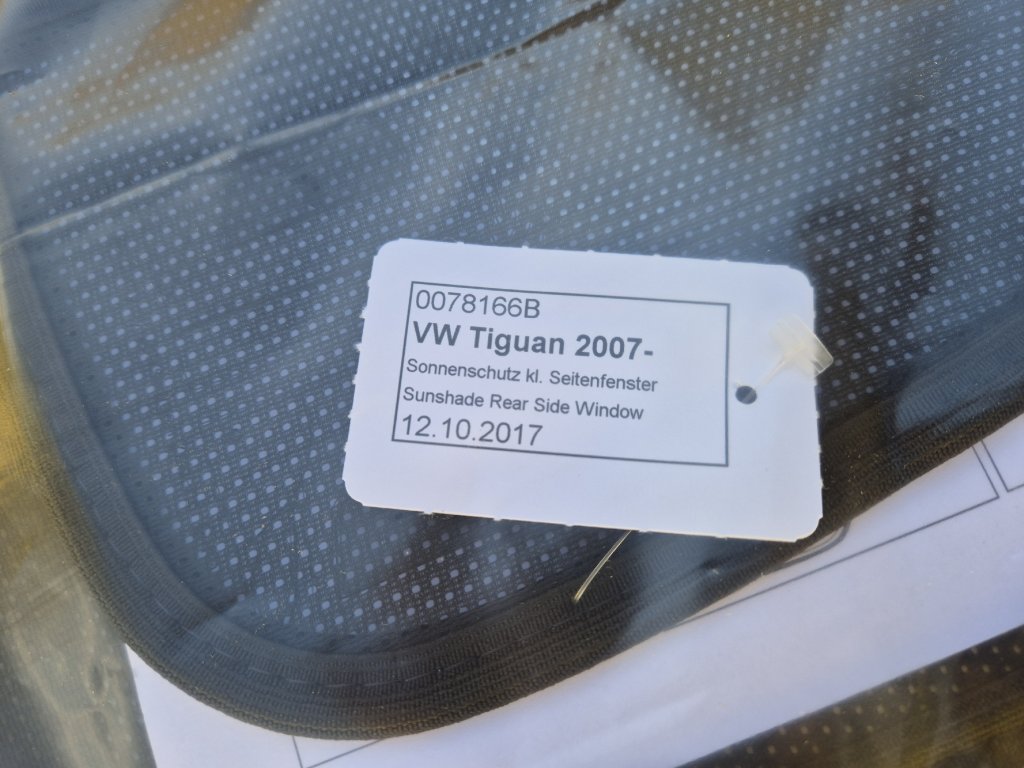 0078166B
VW Tiguan 2007-
Sonnenschutz kl. Seitenfenster
Sunshade Rear Side Window
12.10.2017